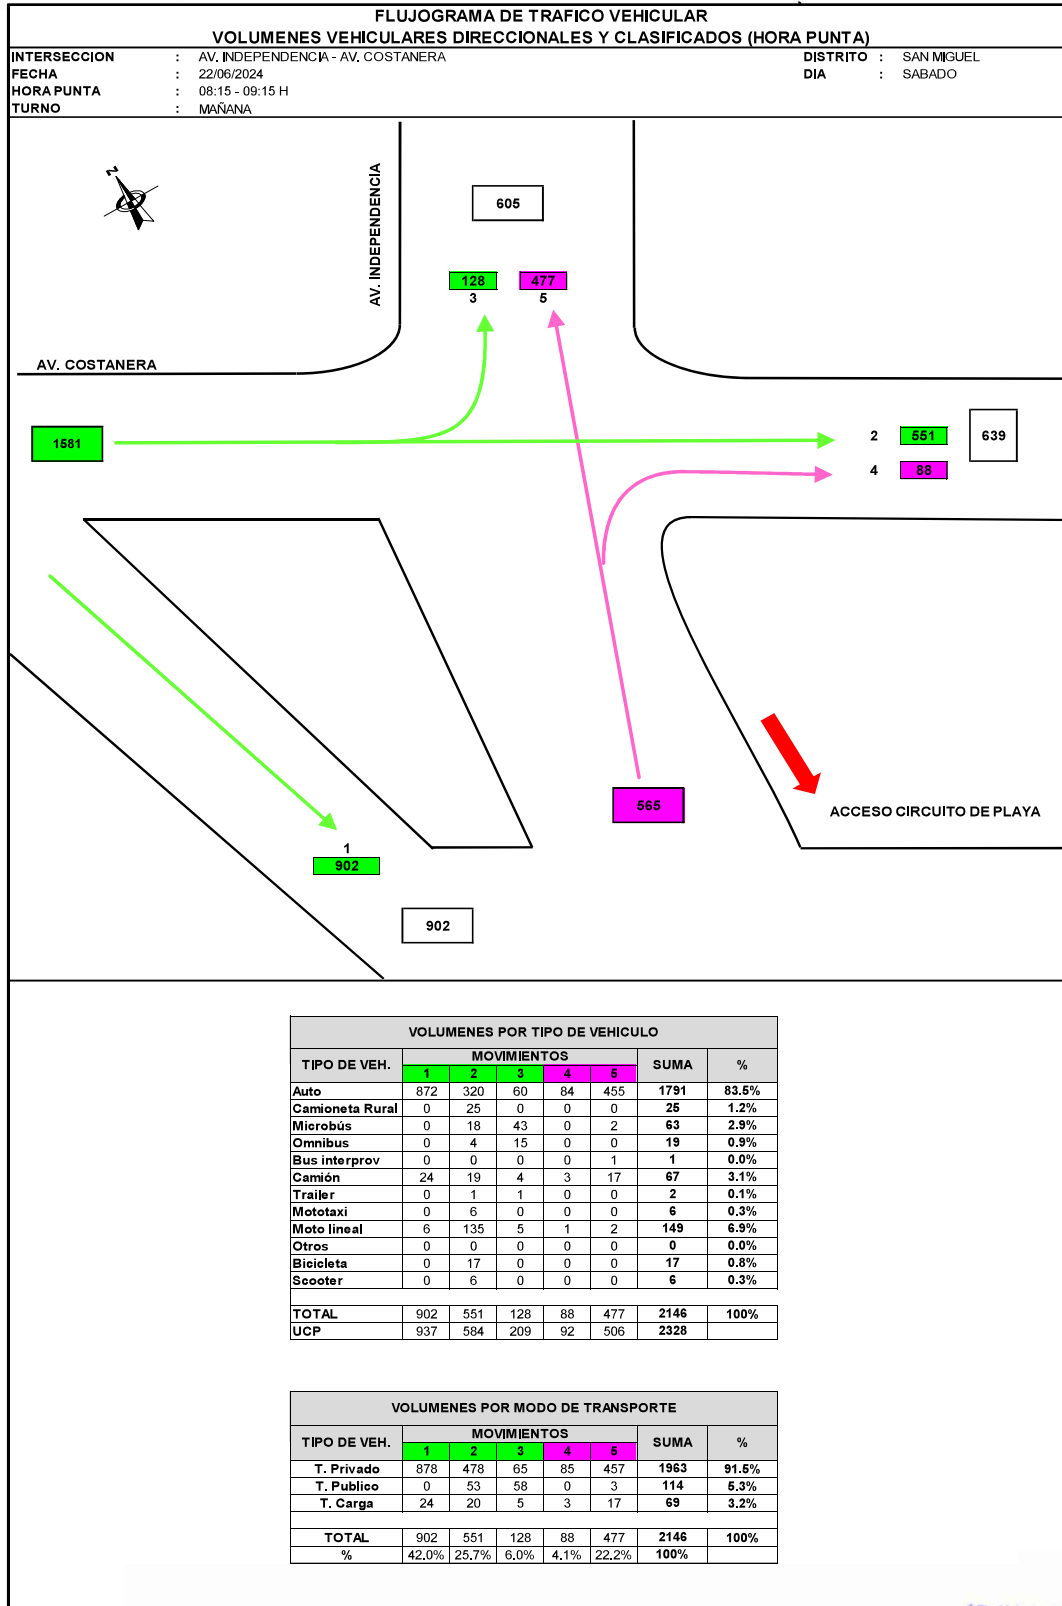 FLUJOGRAMA DE TRAFICO VEHICULAR
VOLUMENES VEHICULARES DIRECCIONALES Y CLASIFICADOS (HORA PUNTA)
INTERSECCION : AV. INDEPENDENCIA - AV. COSTANERA DISTRITO : SAN MIGUEL
FECHA : 22/06/2024 DIA : SABADO
HORA PUNTA : 08:15 - 09:15 H
TURNO : MAÑANA
N
AV. INDEPENDENCIA
605
128 477
3 5
AV. COSTANERA
1581
2 551 639
4 88
565
ACCESO CIRCUITO DE PLAYA
1
902
902
VOLUMENES POR TIPO DE VEHICULO
TIPO DE VEH. MOVIMIENTOS SUMA %
1 2 3 4 5
Auto 872 320 60 84 455 1791 83.5%
Camioneta Rural 0 25 0 0 0 25 1.2%
Microbús 0 18 43 0 2 63 2.9%
Omnibus 0 4 15 0 0 19 0.9%
Bus interprov 0 0 0 0 1 1 0.0%
Camión 24 19 4 3 17 67 3.1%
Trailer 0 1 1 0 0 2 0.1%
Mototaxi 0 6 0 0 0 6 0.3%
Moto lineal 6 135 5 1 2 149 6.9%
Otros 0 0 0 0 0 0 0.0%
Bicicleta 0 17 0 0 0 17 0.8%
Scooter 0 6 0 0 0 6 0.3%
TOTAL 902 551 128 88 477 2146 100%
UCP 937 584 209 92 506 2328
VOLUMENES POR MODO DE TRANSPORTE
TIPO DE VEH. MOVIMIENTOS SUMA %
1 2 3 4 5
T. Privado 878 478 65 85 457 1963 91.5%
T. Publico 0 53 58 0 3 114 5.3%
T. Carga 24 20 5 3 17 69 3.2%
TOTAL 902 551 128 88 477 2146 100%
% 42.0% 25.7% 6.0% 4.1% 22.2% 100%